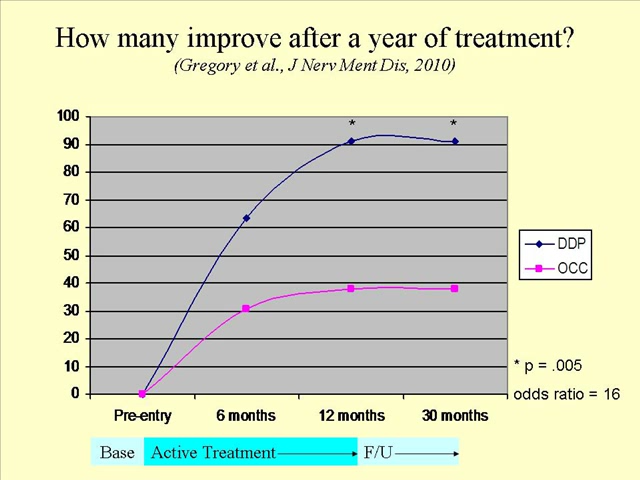 How many improve after a year of treatment?
(Gregory et al., J Nerv Ment Dis, 2010)
100
90
80
70
60
50
40
30
20
10
0
* *
DDP
OCC
* p = .005
odds ratio = 16
Pre-entry 6 months 12 months 30 months
Base Active Treatment F/U